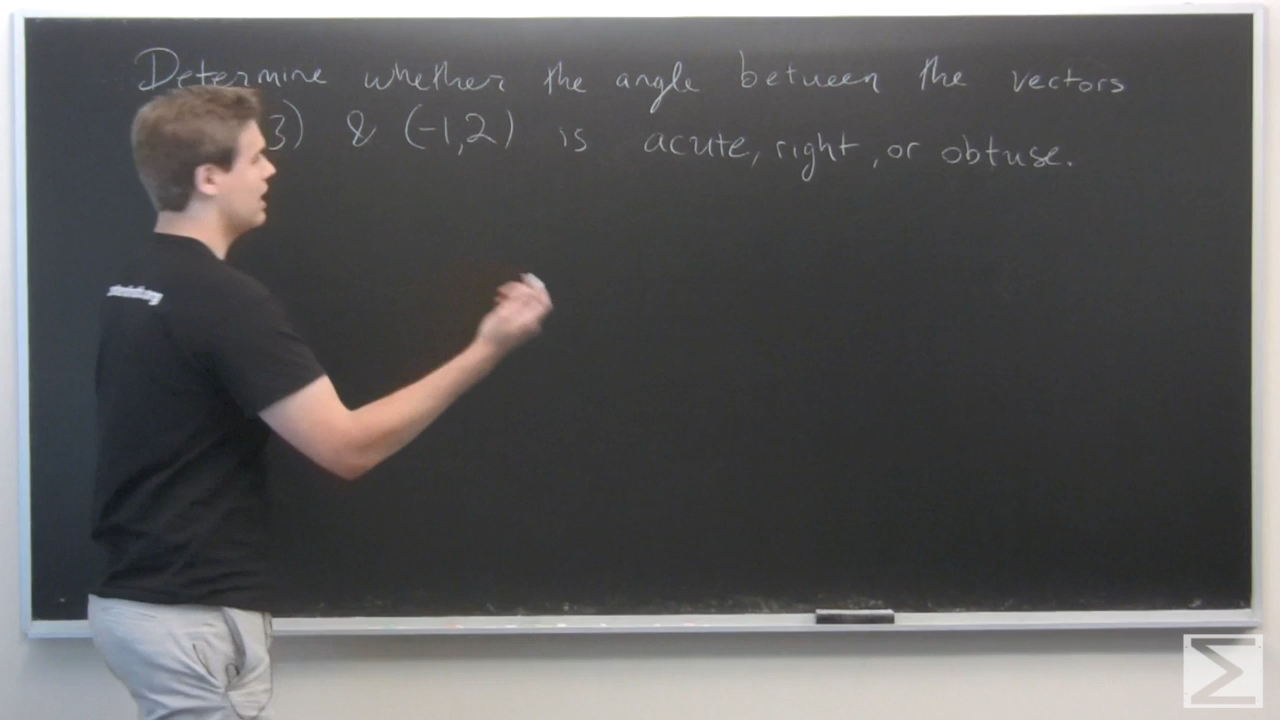 Determine whether the angle between the vectors
3) & (-1,2) is acute, right, or obtuse.